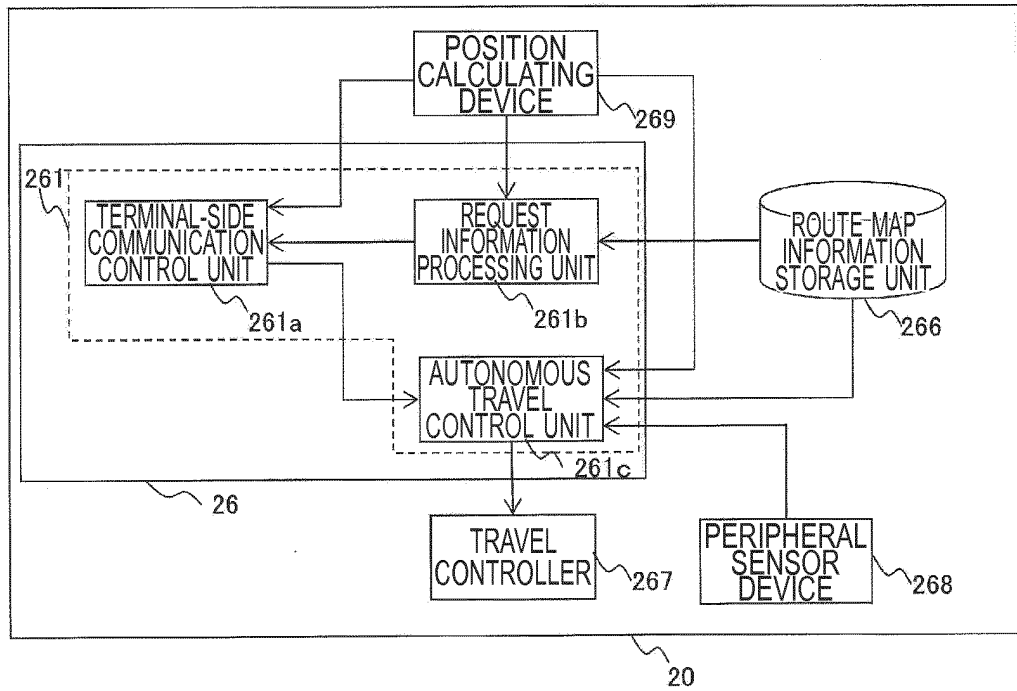 POSITION
CALCULATING
DEVICE
269
261
TERMINAL-SIDE
COMMUNICATION
CONTROL UNIT
261a
REQUEST
INFORMATION
PROCESSING UNIT
261b
ROUTE MAP
INFORMATION
STORAGE UNIT
266
AUTONOMOUS
TRAVEL
CONTROL UNIT
261c
26
TRAVEL
CONTROLLER
267
PERIPHERAL
SENSOR
DEVICE
268
20